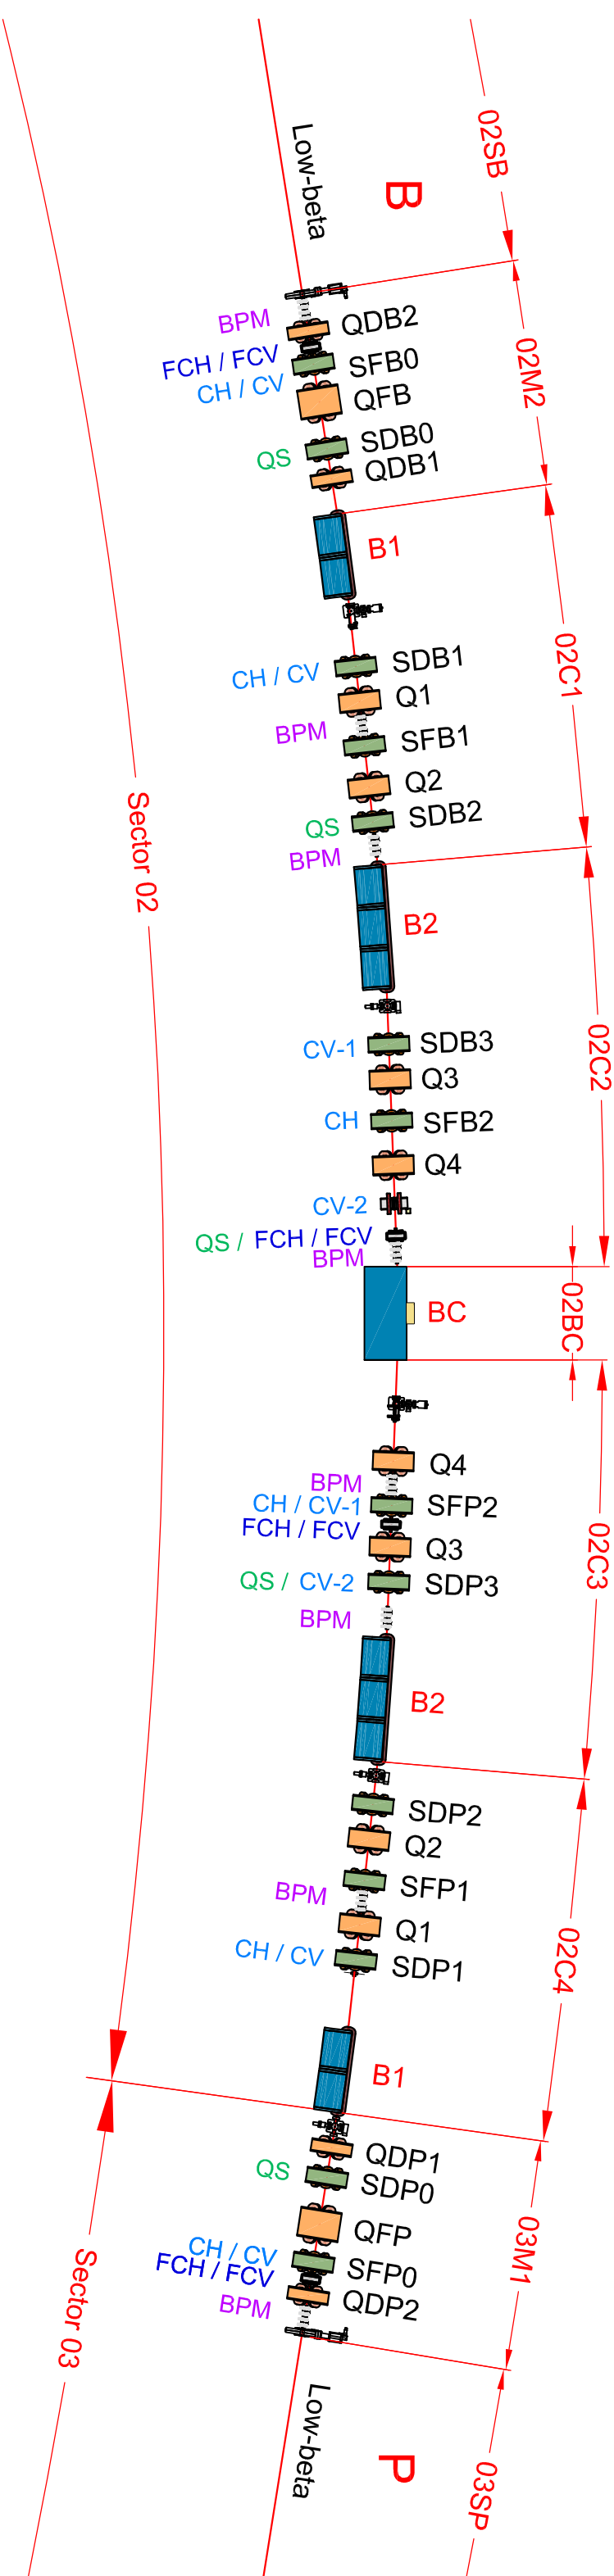 02SB
Low-beta
B
BPM
QDB2
FCH / FCV
SFB0
02M2
CH / CV
QFB
SDB0
QS
QDB1
B1
02C1
CH / CV
SDB1
Q1
BPM
SFB1
Q2
QS
SDB2
BPM
Sector 02
B2
02C2
CV-1
SDB3
Q3
CH
SFB2
Q4
CV-2
QS / FCH / FCV
BPM
BC
02BC
Q4
BPM
CH / CV-1
SFP2
FCH / FCV
Q3
02C3
QS / CV-2
SDP3
BPM
B2
SDP2
Q2
SFP1
BPM
Q1
02C4
CH / CV
SDP1
B1
QDP1
QS
SDP0
QFP
03M1
CH / CV
SFP0
FCH / FCV
QDP2
BPM
Sector 03
Low-beta
P
03SP